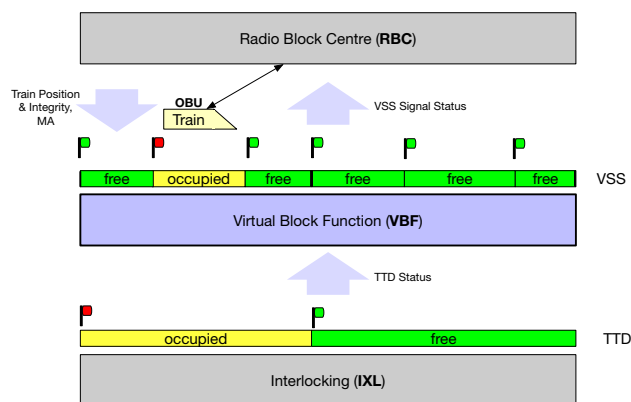 Radio Block Centre (RBC)
Train Position
& Integrity,
MA
OBU
Train
VSS Signal Status
free
occupied
free
free
free
free
VSS
Virtual Block Function (VBF)
TTD Status
occupied
free
TTD
Interlocking (IXL)